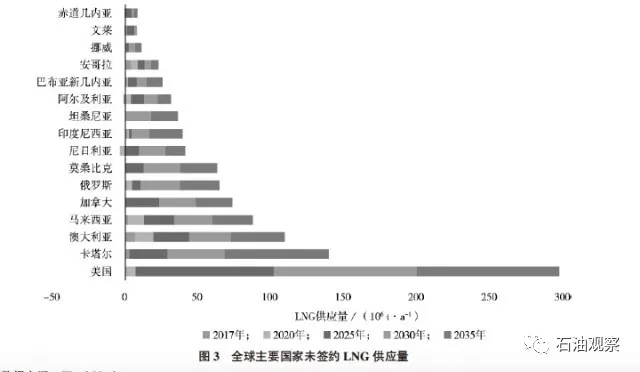 赤道几内亚
文莱
挪威
安哥拉
巴布亚新几内亚
阿尔及利亚
坦桑尼亚
印度尼西亚
尼日利亚
莫桑比克
俄罗斯
加拿大
马来西亚
澳大利亚
卡塔尔
美国
-50 0 50 100 150 200 250 300
LNG供应量 / (10⁶ t · a⁻¹)
2017年; 2020年; 2025年; 2030年; 2035年
图 3 全球主要国家未签约 LNG 供应量
石油观察